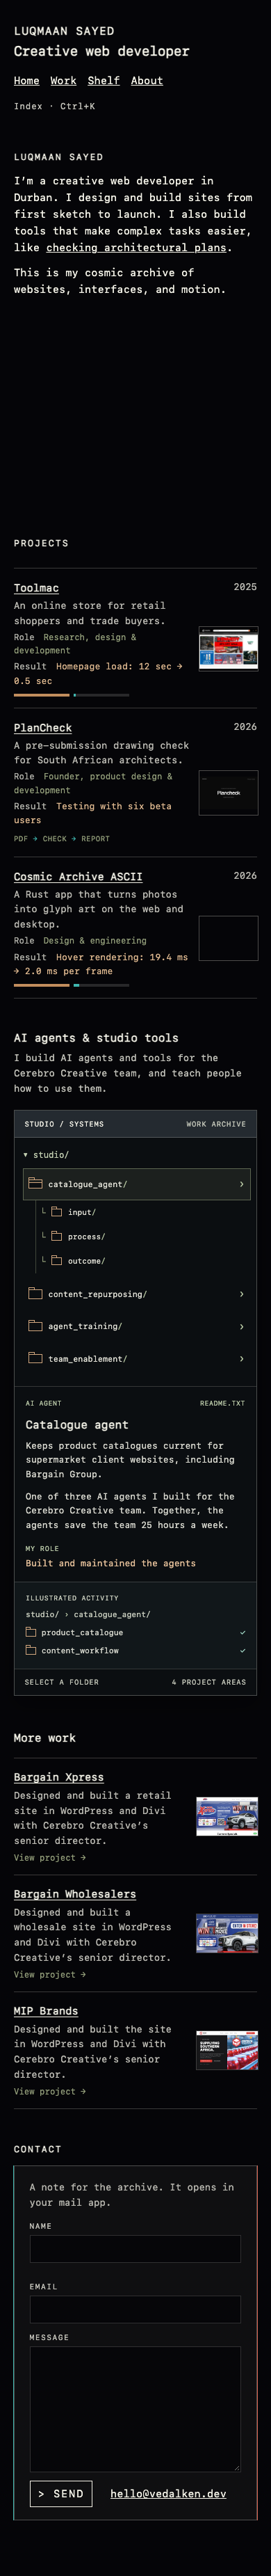 LUQMAAN SAYED
Creative web developer
Home Work Shelf About
Index · Ctrl+K
LUQMAAN SAYED
I’m a creative web developer in
Durban. I design and build sites from
first sketch to launch. I also build
tools that make complex tasks easier,
like checking architectural plans.
This is my cosmic archive of
websites, interfaces, and motion.
PROJECTS
Toolmac 2025
An online store for retail
shoppers and trade buyers.
Role Research, design &
development
Result Homepage load: 12 sec →
0.5 sec
PlanCheck 2026
A pre-submission drawing check
for South African architects.
Role Founder, product design &
development
Result Testing with six beta
users
PDF → CHECK → REPORT
Plancheck
Cosmic Archive ASCII 2026
A Rust app that turns photos
into glyph art on the web and
desktop.
Role Design & engineering
Result Hover rendering: 19.4 ms
→ 2.0 ms per frame
AI agents & studio tools
I build AI agents and tools for the
Cerebro Creative team, and teach people
how to use them.
STUDIO / SYSTEMS WORK ARCHIVE
▾ studio/
catalogue_agent/ ›
└ input/
└ process/
└ outcome/
content_repurposing/ ›
agent_training/ ›
team_enablement/ ›
AI AGENT README.TXT
Catalogue agent
Keeps product catalogues current for
supermarket client websites, including
Bargain Group.
One of three AI agents I built for the
Cerebro Creative team. Together, the
agents save the team 25 hours a week.
MY ROLE
Built and maintained the agents
ILLUSTRATED ACTIVITY
studio/ › catalogue_agent/
product_catalogue ✓
content_workflow ✓
SELECT A FOLDER 4 PROJECT AREAS
More work
Bargain Xpress
Designed and built a retail
site in WordPress and Divi
with Cerebro Creative’s
senior director.
View project →
Bargain Wholesalers
Designed and built a
wholesale site in WordPress
and Divi with Cerebro
Creative’s senior director.
View project →
MIP Brands
Designed and built the site
in WordPress and Divi with
Cerebro Creative’s senior
director.
View project →
SUPPLYING
SOUTHERN
AFRICA.
CONTACT
A note for the archive. It opens in
your mail app.
NAME
EMAIL
MESSAGE
> SEND hello@vedalken.dev